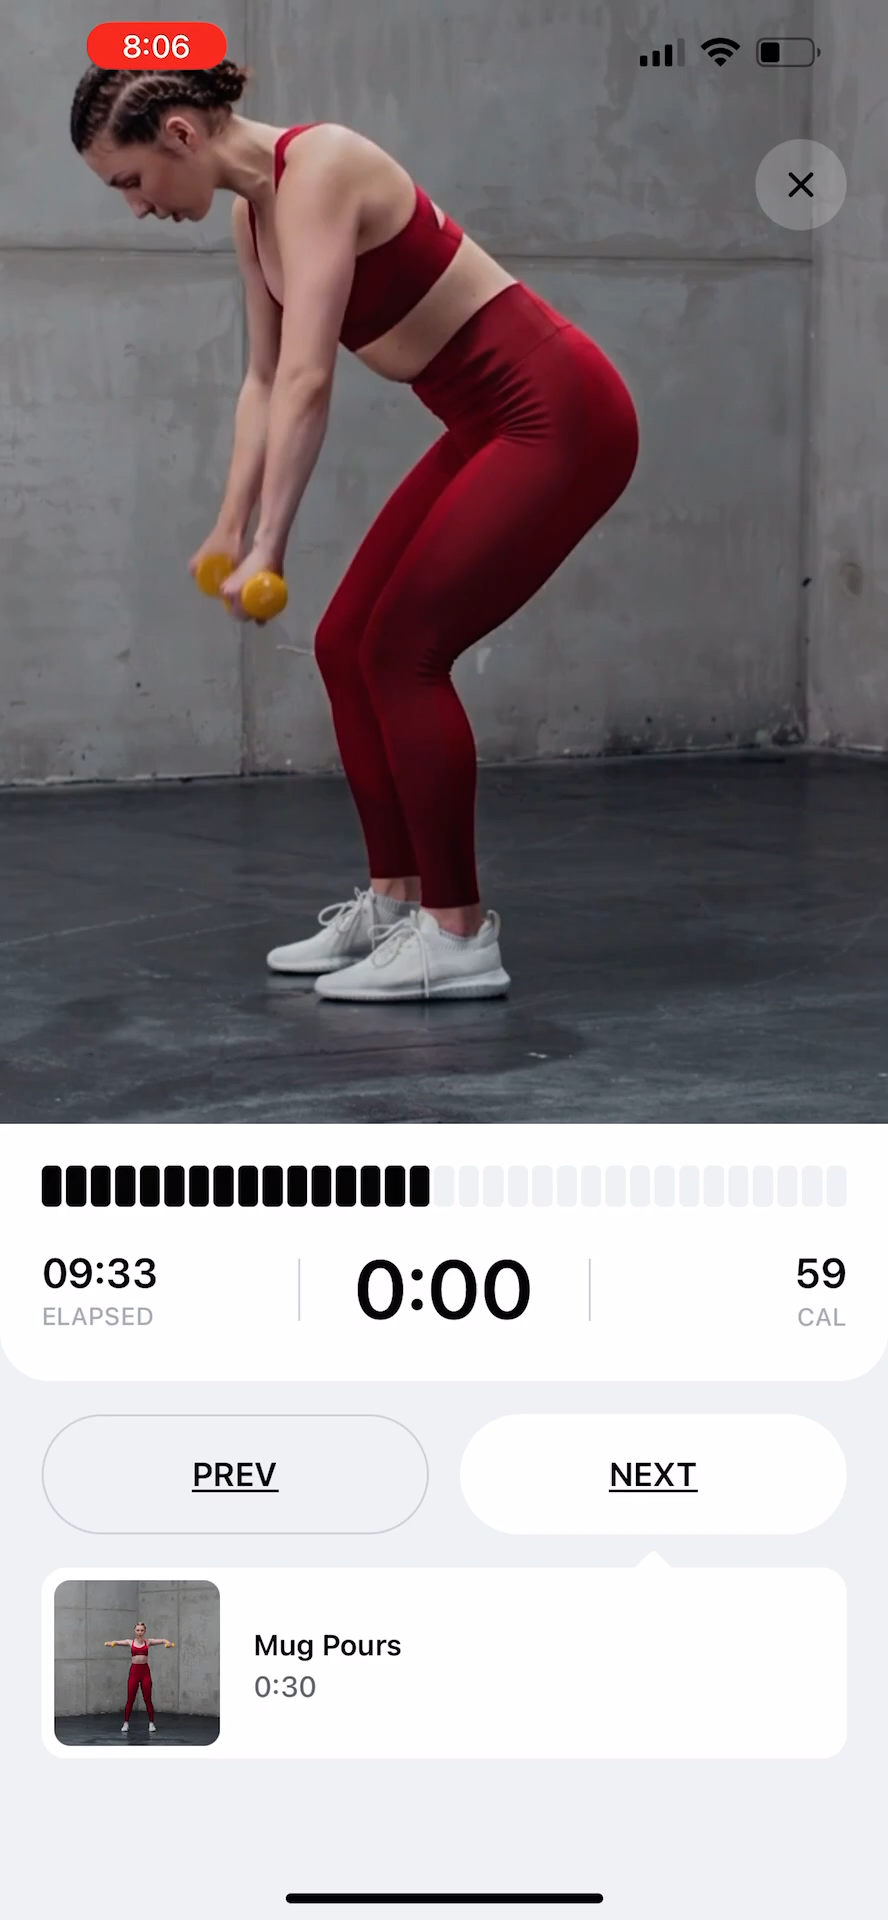 8:06
09:33
ELAPSED
0:00
59
CAL
PREV
NEXT
Mug Pours
0:30